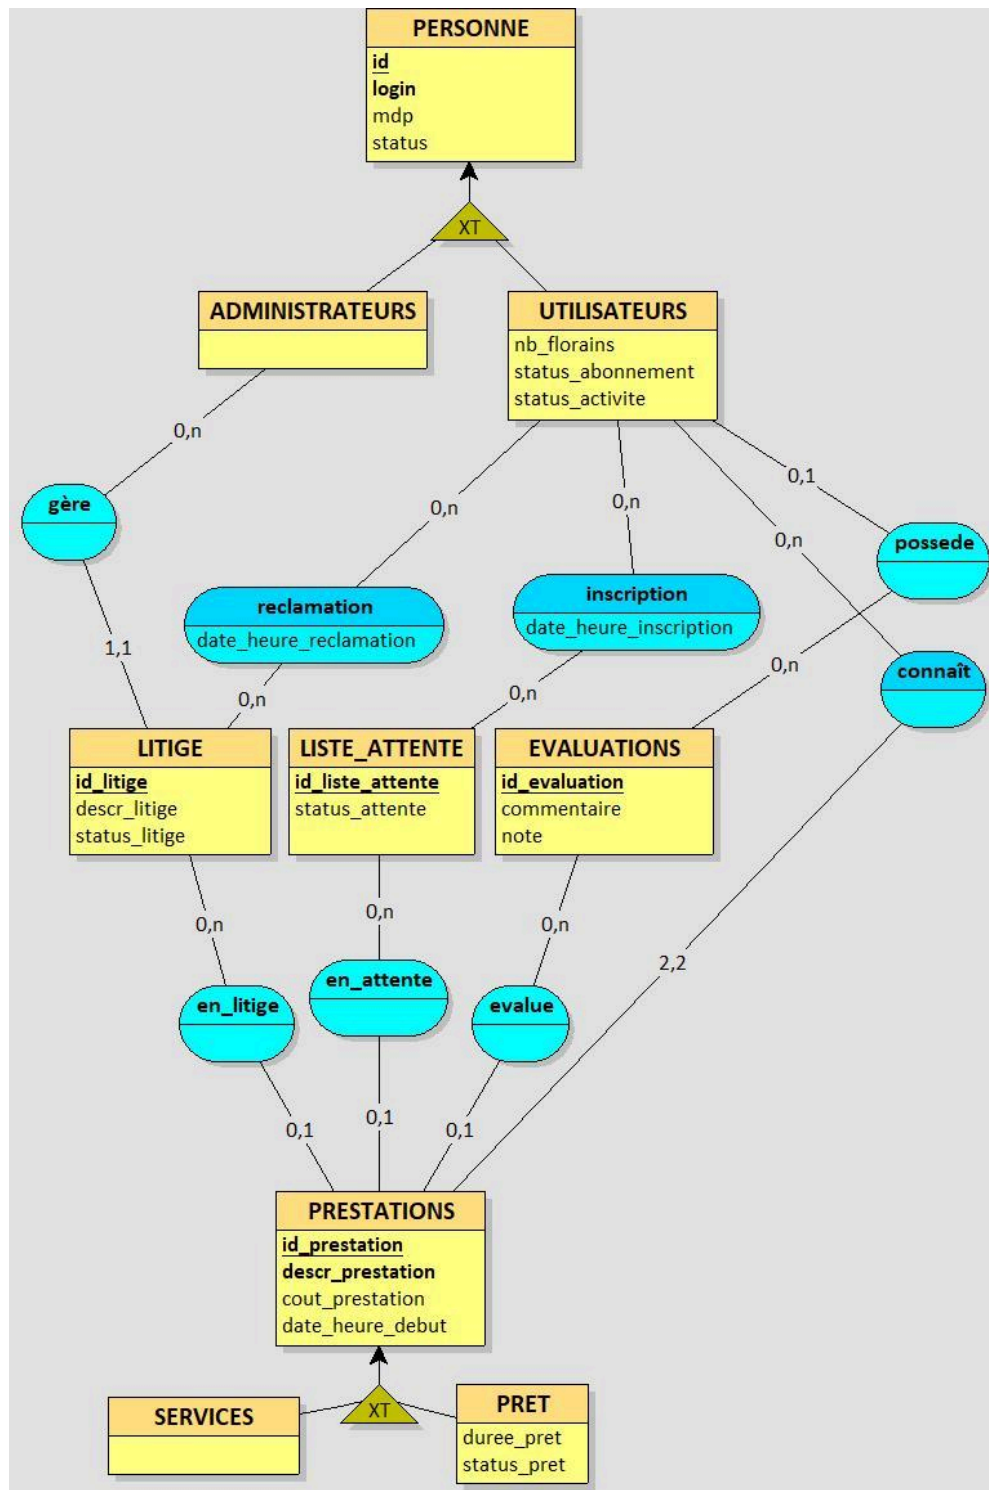 PERSONNE
id
login
mdp
status
XT
ADMINISTRATEURS
UTILISATEURS
nb_florains
status_abonnement
status_activite
0,n
0,n
0,n
0,1
0,n
gère
reclamation
date_heure_reclamation
inscription
date_heure_inscription
possede
connaît
1,1
0,n
0,n
0,n
LITIGE
id_litige
descr_litige
status_litige
LISTE_ATTENTE
id_liste_attente
status_attente
EVALUATIONS
id_evaluation
commentaire
note
0,n
0,n
0,n
2,2
en_litige
en_attente
evalue
0,1
0,1
0,1
PRESTATIONS
id_prestation
descr_prestation
cout_prestation
date_heure_debut
XT
SERVICES
PRET
duree_pret
status_pret